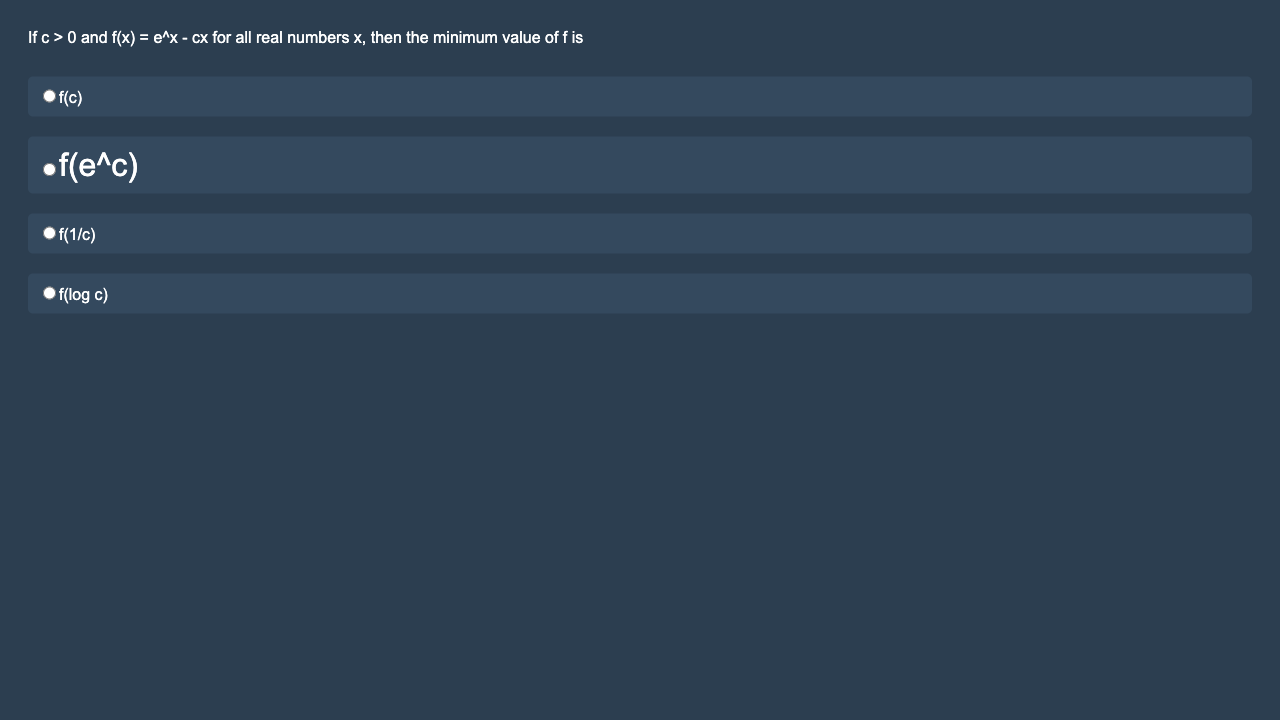 If c > 0 and f(x) = e^x - cx for all real numbers x, then the minimum value of f is
f(c)
f(e^c)
f(1/c)
f(log c)